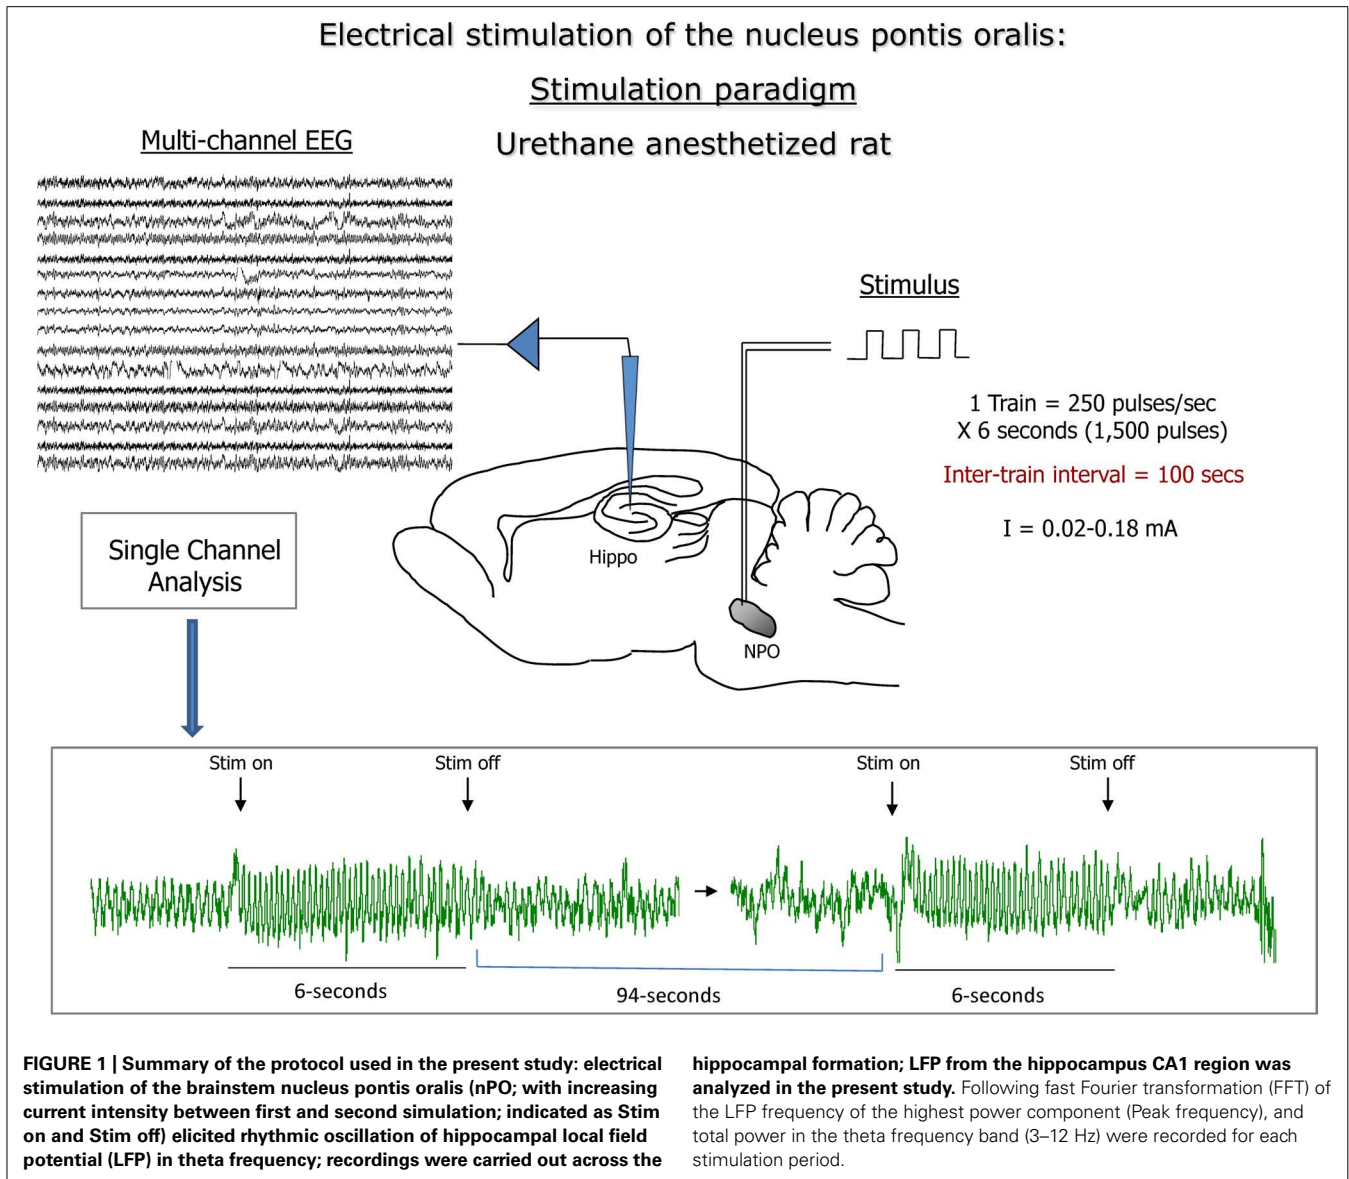 Electrical stimulation of the nucleus pontis oralis:
Stimulation paradigm
Urethane anesthetized rat
Multi-channel EEG
Stimulus
1 Train = 250 pulses/sec
X 6 seconds (1,500 pulses)
Inter-train interval = 100 secs
I = 0.02-0.18 mA
Hippo
NPO
Single Channel
Analysis
Stim on
Stim off
Stim on
Stim off
6-seconds
94-seconds
6-seconds
FIGURE 1 | Summary of the protocol used in the present study: electrical
stimulation of the brainstem nucleus pontis oralis (nPO; with increasing
current intensity between first and second simulation; indicated as Stim
on and Stim off) elicited rhythmic oscillation of hippocampal local field
potential (LFP) in theta frequency; recordings were carried out across the
hippocampal formation; LFP from the hippocampus CA1 region was
analyzed in the present study. Following fast Fourier transformation (FFT) of
the LFP frequency of the highest power component (Peak frequency), and
total power in the theta frequency band (3–12 Hz) were recorded for each
stimulation period.